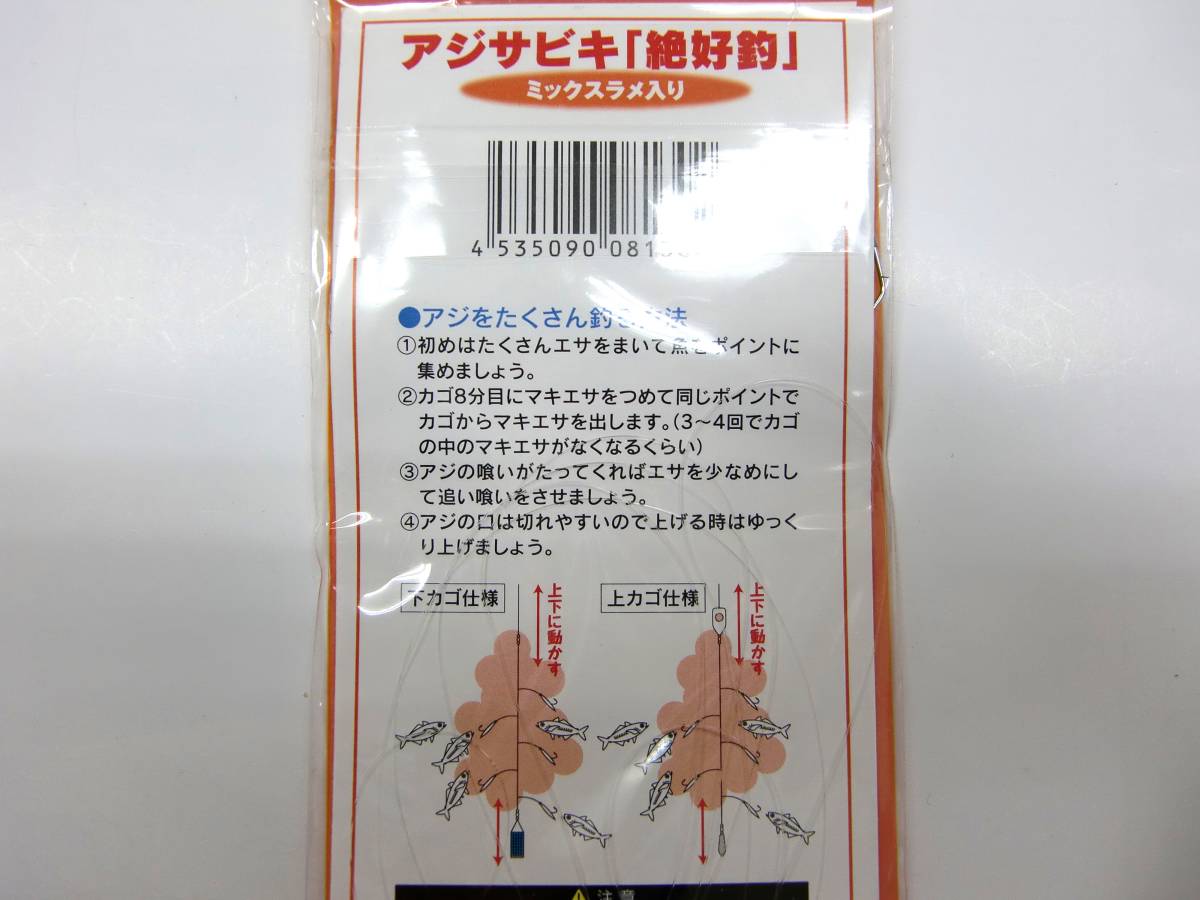 アジサビキ「絶好釣」
ミックスラメ入り
4 535090 081
●アジをたくさん釣る方法
①初めはたくさんエサをまいて魚をポイントに
集めましょう。
②カゴ8分目にマキエサをつめて同じポイントで
カゴからマキエサを出します。(3～4回でカゴ
の中のマキエサがなくなるくらい)
③アジの喰いがたってくればエサを少なめにし
て追い喰いをさせましょう。
④アジの口は切れやすいので上げる時はゆっく
り上げましょう。
下カゴ仕様
上下に動かす
上カゴ仕様
上下に動かす
注意